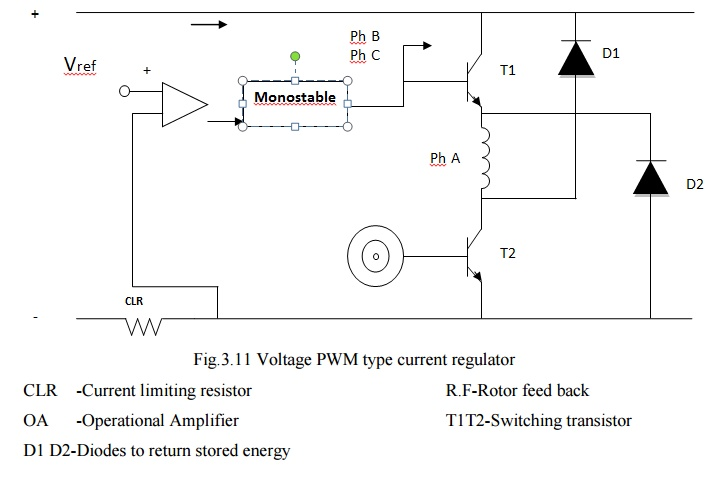 +
Ph B
Vref
+
Ph C
D1
T1
Monostable
Ph A
D2
T2
CLR
-
Fig.3.11 Voltage PWM type current regulator
CLR -Current limiting resistor R.F-Rotor feed back
OA -Operational Amplifier T1T2-Switching transistor
D1 D2-Diodes to return stored energy